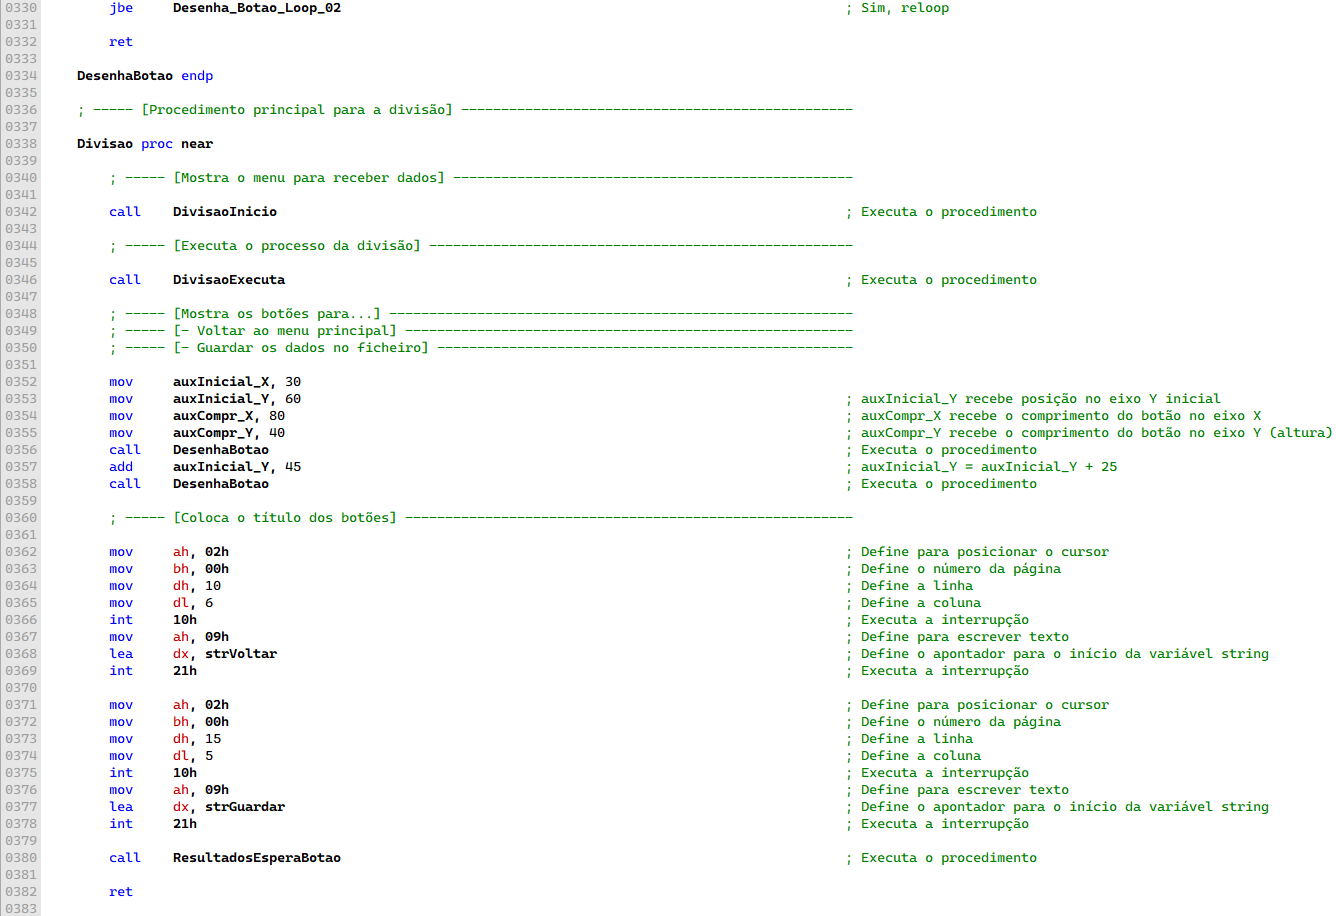 0330 jbe Desenha_Botao_Loop_02 ; Sim, reloop
0331
0332 ret
0333
0334 DesenhaBotao endp
0335
0336 ; ----- [Procedimento principal para a divisão] -------------------------------------------------
0337
0338 Divisao proc near
0339
0340 ; ----- [Mostra o menu para receber dados] --------------------------------------------------
0341
0342 call DivisaoInicio ; Executa o procedimento
0343
0344 ; ----- [Executa o processo da divisão] -----------------------------------------------------
0345
0346 call DivisaoExecuta ; Executa o procedimento
0347
0348 ; ----- [Mostra os botões para...] ----------------------------------------------------------
0349 ; ----- [- Voltar ao menu principal] --------------------------------------------------------
0350 ; ----- [- Guardar os dados no ficheiro] ----------------------------------------------------
0351
0352 mov auxInicial_X, 30
0353 mov auxInicial_Y, 60 ; auxInicial_Y recebe posição no eixo Y inicial
0354 mov auxCompr_X, 80 ; auxCompr_X recebe o comprimento do botão no eixo X
0355 mov auxCompr_Y, 40 ; auxCompr_Y recebe o comprimento do botão no eixo Y (altura)
0356 call DesenhaBotao ; Executa o procedimento
0357 add auxInicial_Y, 45 ; auxInicial_Y = auxInicial_Y + 25
0358 call DesenhaBotao ; Executa o procedimento
0359
0360 ; ----- [Coloca o título dos botões] --------------------------------------------------------
0361
0362 mov ah, 02h ; Define para posicionar o cursor
0363 mov bh, 00h ; Define o número da página
0364 mov dh, 10 ; Define a linha
0365 mov dl, 6 ; Define a coluna
0366 int 10h ; Executa a interrupção
0367 mov ah, 09h ; Define para escrever texto
0368 lea dx, strVoltar ; Define o apontador para o início da variável string
0369 int 21h ; Executa a interrupção
0370
0371 mov ah, 02h ; Define para posicionar o cursor
0372 mov bh, 00h ; Define o número da página
0373 mov dh, 15 ; Define a linha
0374 mov dl, 5 ; Define a coluna
0375 int 10h ; Executa a interrupção
0376 mov ah, 09h ; Define para escrever texto
0377 lea dx, strGuardar ; Define o apontador para o início da variável string
0378 int 21h ; Executa a interrupção
0379
0380 call ResultadosEsperaBotao ; Executa o procedimento
0381
0382 ret
0383